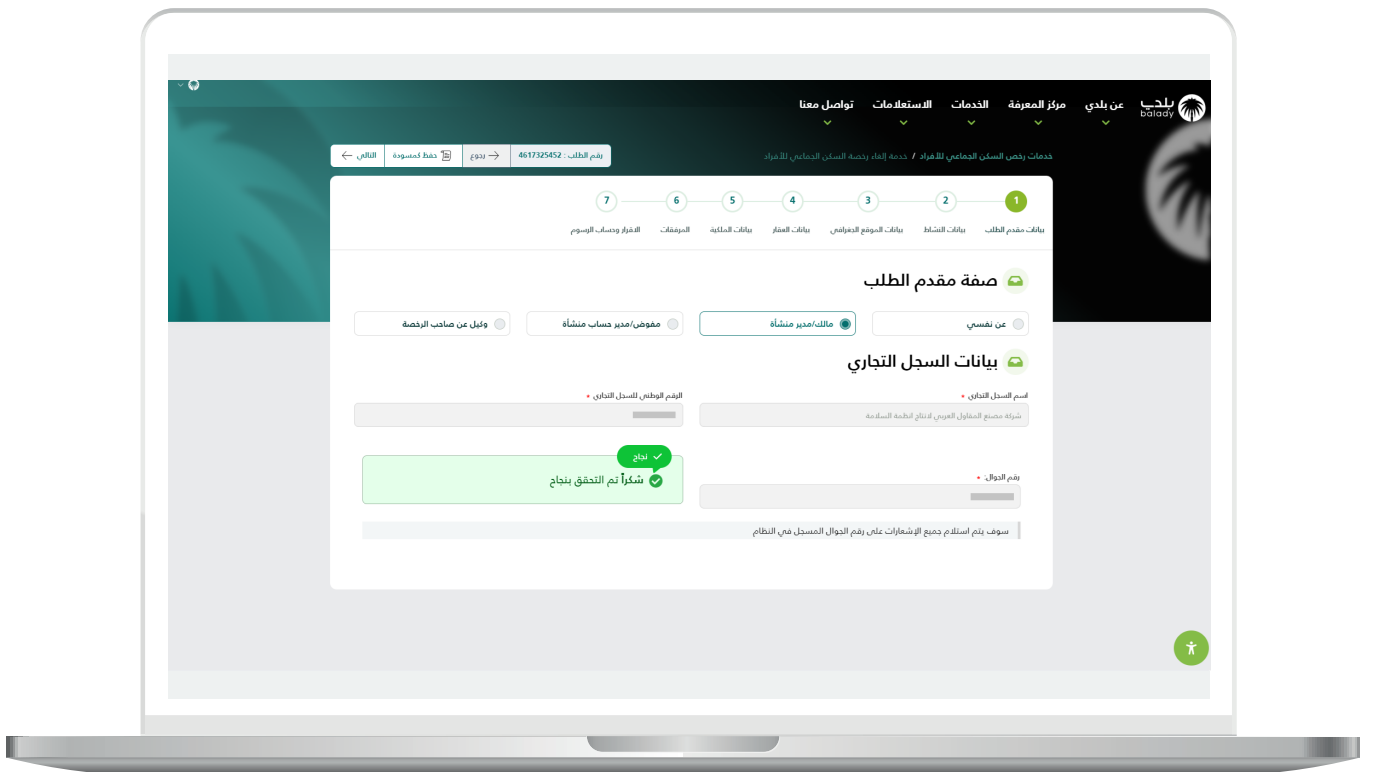 بلدي
balady
عن بلدي مركز المعرفة الخدمات الاستعلامات تواصل معنا
خدمات رخص السكن الجماعي للأفراد / خدمة إلغاء رخصة السكن الجماعي للأفراد
رقم الطلب : 4617325452
رجوع
حفظ كمسودة
التالي
1 2 3 4 5 6 7
بيانات مقدم الطلب بيانات النشاط بيانات الموقع الجغرافي بيانات العقار بيانات الملكية المرفقات الاقرار وحساب الرسوم
صفة مقدم الطلب
عن نفسي مالك/مدير منشأة مفوض/مدير حساب منشأة وكيل عن صاحب الرخصة
بيانات السجل التجاري
اسم السجل التجاري * الرقم الوطني للسجل التجاري *
شركة مصنع المقاول العربي لانتاج انظمة السلامة
نجاح
شكراً تم التحقق بنجاح
رقم الجوال: *
سوف يتم استلام جميع الإشعارات على رقم الجوال المسجل في النظام